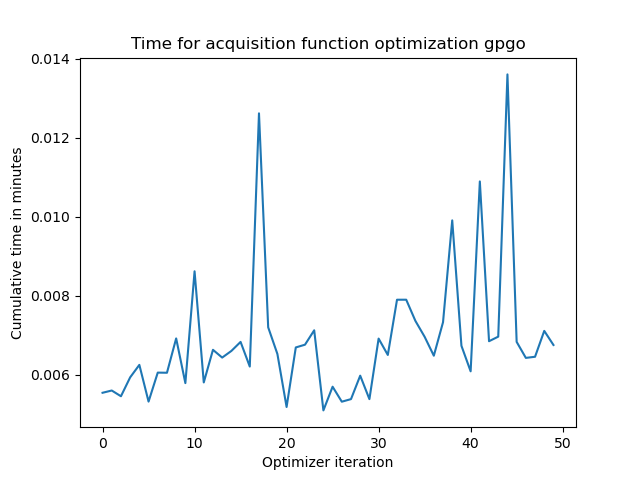 Time for acquisition function optimization gpgo
0.014
0.012
0.010
0.008
0.006
Cumulative time in minutes
0 10 20 30 40 50
Optimizer iteration